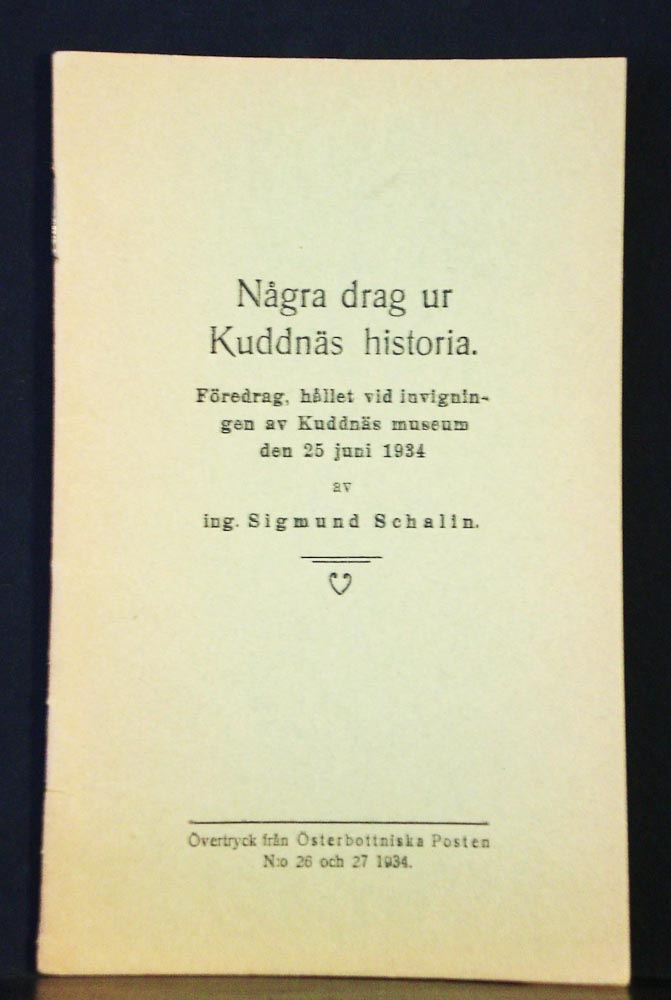 Några drag ur
Kuddnäs historia.
Föredrag, hållet vid invignin-
gen av Kuddnäs museum
den 25 juni 1934
av
ing. Sigmund Schalin.
Övertryck från Österbottniska Posten
N:o 26 och 27 1934.